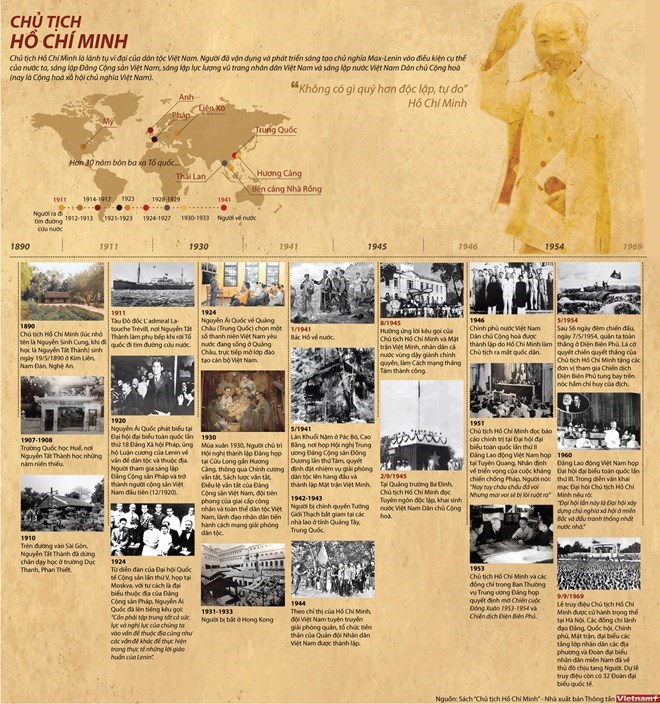 CHỦ TỊCH
HỒ CHÍ MINH
Chủ tịch Hồ Chí Minh là lãnh tụ vĩ đại của dân tộc Việt Nam. Người đã vận dụng và phát triển sáng tạo chủ nghĩa Max-Lenin vào điều kiện cụ thể
của nước ta, sáng lập Đảng Cộng sản Việt Nam, sáng lập lực lượng vũ trang nhân dân Việt Nam và sáng lập nước Việt Nam Dân chủ Cộng hoà
(nay là Cộng hoà xã hội chủ nghĩa Việt Nam).
"Không có gì quý hơn độc lập, tự do"
Hồ Chí Minh
Anh
Pháp
Liên Xô
Mỹ
Trung Quốc
Hơn 30 năm bôn ba xa Tổ quốc...
Thái Lan
Hương Cảng
Bến cảng Nhà Rồng
1911
1914-1917
1923
1928-1929
1941
Người ra đi
tìm đường
cứu nước
1912-1913
1921-1923
1924-1927
1930-1933
Người về nước
1890
1911
1930
1941
1945
1946
1954
1969
1890
Chủ tịch Hồ Chí Minh (lúc nhỏ
tên là Nguyễn Sinh Cung, khi đi
học là Nguyễn Tất Thành) sinh
ngày 19/5/1890 ở Kim Liên,
Nam Đàn, Nghệ An.
1907-1908
Trường Quốc học Huế, nơi
Nguyễn Tất Thành học những
năm niên thiếu.
1910
Trên đường vào Sài Gòn,
Nguyễn Tất Thành đã dừng
chân dạy học ở trường Dục
Thanh, Phan Thiết.
1911
Tàu Đô đốc L'admiral La-
touche Trévill, nơi Nguyễn Tất
Thành làm phụ bếp khi rời Tổ
quốc đi tìm đường cứu nước.
1920
Nguyễn Ái Quốc phát biểu tại
Đại hội đại biểu toàn quốc lần
thứ 18 Đảng Xã hội Pháp, ủng
hộ Luận cương của Lenin về
vấn đề dân tộc và thuộc địa.
Người tham gia sáng lập
Đảng Cộng sản Pháp và trở
thành người cộng sản Việt
Nam đầu tiên (12/1920).
1924
Từ diễn đàn của Đại hội Quốc
tế Cộng sản lần thứ V, họp tại
Moskva, với tư cách là đại
biểu thuộc địa của Đảng
Cộng sản Pháp, Nguyễn Ái
Quốc đã lên tiếng kêu gọi:
"Cần phải tập trung tất cả sức
lực và nghị lực của chúng ta
vào vấn đề thuộc địa cũng như
các vấn đề khác để thực hiện
trong thực tế những lời giáo
huấn của Lenin".
1924
Nguyễn Ái Quốc về Quảng
Châu (Trung Quốc) chọn một
số thanh niên Việt Nam yêu
nước đang sống ở Quảng
Châu, trực tiếp mở lớp đào
tạo cán bộ Việt Nam.
1930
Mùa xuân 1930, Người chủ trì
Hội nghị thành lập Đảng họp
tại Cửu Long gần Hương
Cảng, thông qua Chính cương
vắn tắt, Sách lược vắn tắt,
Điều lệ vắn tắt của Đảng
Cộng sản Việt Nam, đội tiên
phong của giai cấp công
nhân và toàn thể dân tộc Việt
Nam, lãnh đạo nhân dân tiến
hành cách mạng giải phóng
dân tộc.
1931-1933
Người bị bắt ở Hong Kong
1/1941
Bác Hồ về nước.
5/1941
Lán Khuổi Nậm ở Pác Bó, Cao
Bằng, nơi họp Hội nghị Trung
ương Đảng Cộng sản Đông
Dương lần thứ Tám, quyết
định đặt nhiệm vụ giải phóng
dân tộc lên hàng đầu và
thành lập Mặt trận Việt Minh.
1942-1943
Người bị chính quyền Tưởng
Giới Thạch bắt giam tại các
nhà lao ở tỉnh Quảng Tây,
Trung Quốc.
1944
Theo chỉ thị của Hồ Chí Minh,
đội Việt Nam tuyên truyền
giải phóng quân, tổ chức tiền
thân của Quân đội Nhân dân
Việt Nam được thành lập.
8/1945
Hưởng ứng lời kêu gọi của
Chủ tịch Hồ Chí Minh và Mặt
trận Việt Minh, nhân dân cả
nước vùng dậy giành chính
quyền, làm Cách mạng tháng
Tám thành công.
2/9/1945
Tại Quảng trường Ba Đình,
Chủ tịch Hồ Chí Minh đọc
Tuyên ngôn độc lập, khai sinh
nước Việt Nam Dân chủ Cộng
hoà.
1946
Chính phủ nước Việt Nam
Dân chủ Cộng hoà được
thành lập do Hồ Chí Minh làm
Chủ tịch ra mắt quốc dân.
1951
Chủ tịch Hồ Chí Minh đọc báo cáo
chính trị tại Đại hội đại
biểu toàn quốc lần thứ II
Đảng Lao động Việt Nam họp
tại Tuyên Quang. Nhận định
về triển vọng của cuộc kháng
chiến chống Pháp, Người nói:
"Nay tuy châu chấu đá voi
Nhưng mai voi sẽ bị lòi ruột ra"
1953
Chủ tịch Hồ Chí Minh và các
đồng chí trong Ban Thường
vụ Trung ương Đảng họp
quyết định mở Chiến cuộc
Đông Xuân 1953-1954 và
Chiến dịch Điện Biên Phủ.
5/1954
Sau 56 ngày đêm chiến đấu,
ngày 7/5/1954, quân ta toàn
thắng ở Điện Biên Phủ. Lá cờ
quyết chiến quyết thắng của
Chủ tịch Hồ Chí Minh tặng các
đơn vị tham gia Chiến dịch
Điện Biên Phủ tung bay trên
nóc hầm chỉ huy của địch.
1960
Đảng Lao động Việt Nam họp
Đại hội đại biểu toàn quốc lần
thứ III. Trong diễn văn khai
mạc Đại hội Chủ tịch Hồ Chí
Minh nêu rõ:
"Đại hội lần này là Đại hội xây
dựng chủ nghĩa xã hội ở miền
Bắc và đấu tranh thống nhất
nước nhà."
9/9/1969
Lễ truy điệu Chủ tịch Hồ Chí
Minh được cử hành trọng thể
tại Hà Nội. Các đồng chí lãnh
đạo Đảng, Quốc hội, Chính
phủ, Mặt trận, đại biểu các
tầng lớp nhân dân các địa
phương và Đoàn đại biểu
nhân dân miền Nam đã về
thủ đô truy điệu Người. Dự lễ
truy điệu còn có 32 Đoàn đại
biểu quốc tế.
Nguồn: Sách "Chủ tịch Hồ Chí Minh" - Nhà xuất bản Thông tấn
Vietnam+